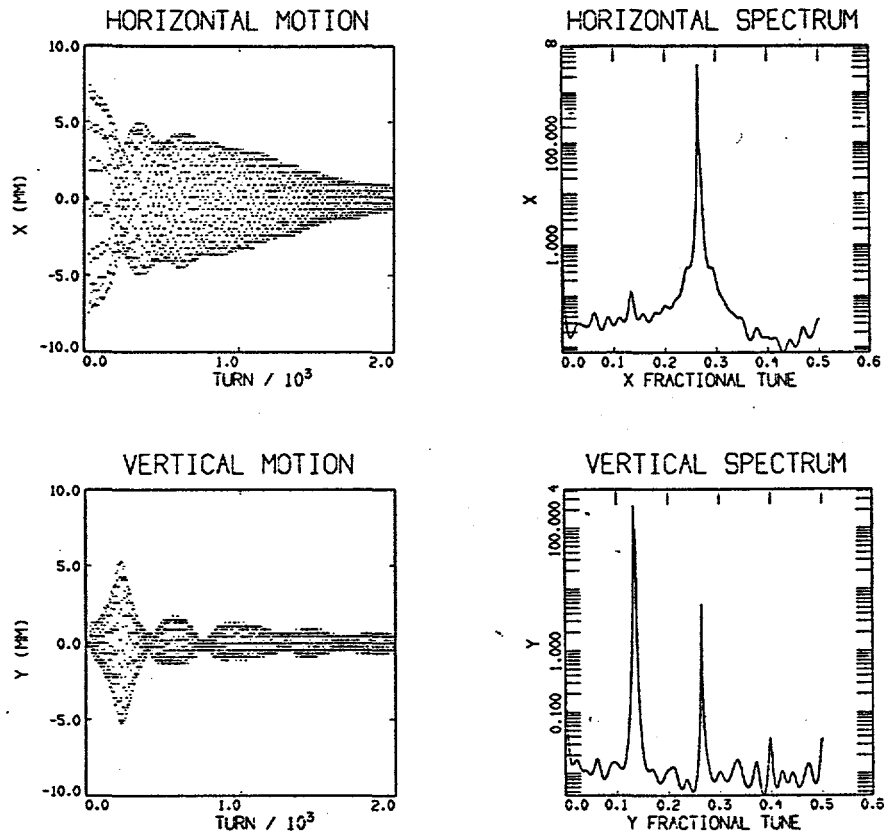 HORIZONTAL MOTION
10.0
5.0
0.0
-5.0
-10.0
X (MM)
0.0 1.0 2.0
TURN / 10³
HORIZONTAL SPECTRUM
8
100.000
1.000
X
0.0 0.1 0.2 0.3 0.4 0.5 0.6
X FRACTIONAL TUNE
VERTICAL MOTION
10.0
5.0
0.0
-5.0
-10.0
Y (MM)
0.0 1.0 2.0
TURN / 10³
VERTICAL SPECTRUM
4
100.000
1.000
0.100
Y
0.0 0.1 0.2 0.3 0.4 0.5 0.6
Y FRACTIONAL TUNE